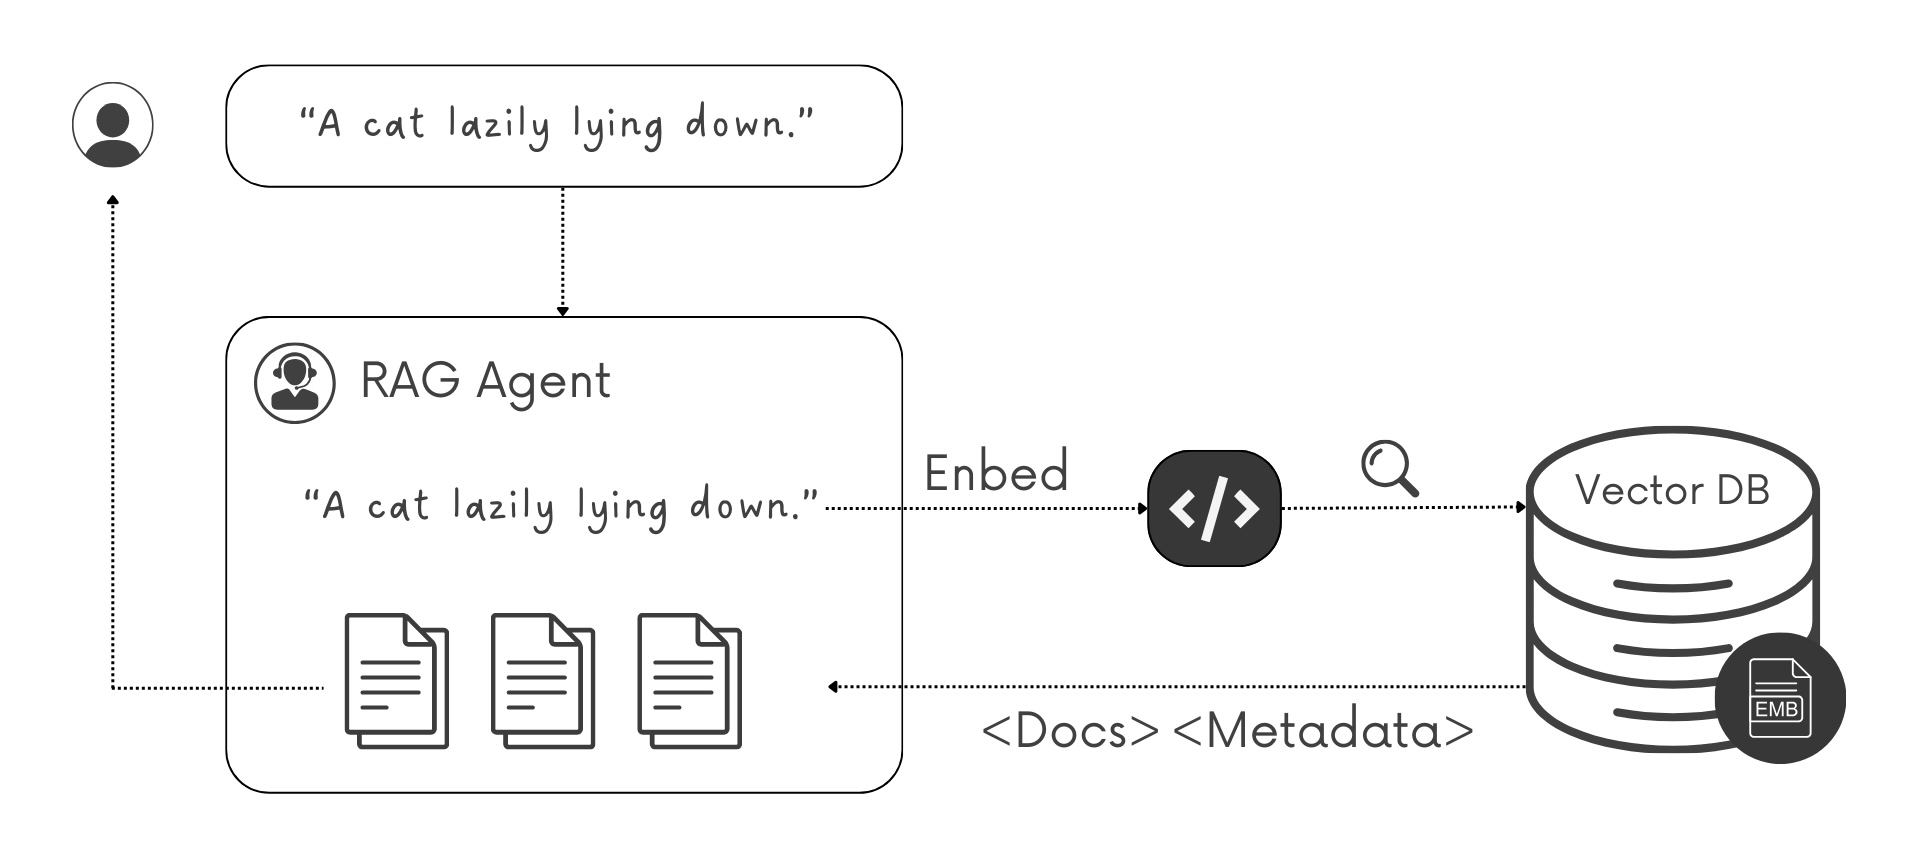 “A cat lazily lying down.”
RAG Agent
“A cat lazily lying down.”
Enbed
</>
Vector DB
<Docs> <Metadata>
EMB